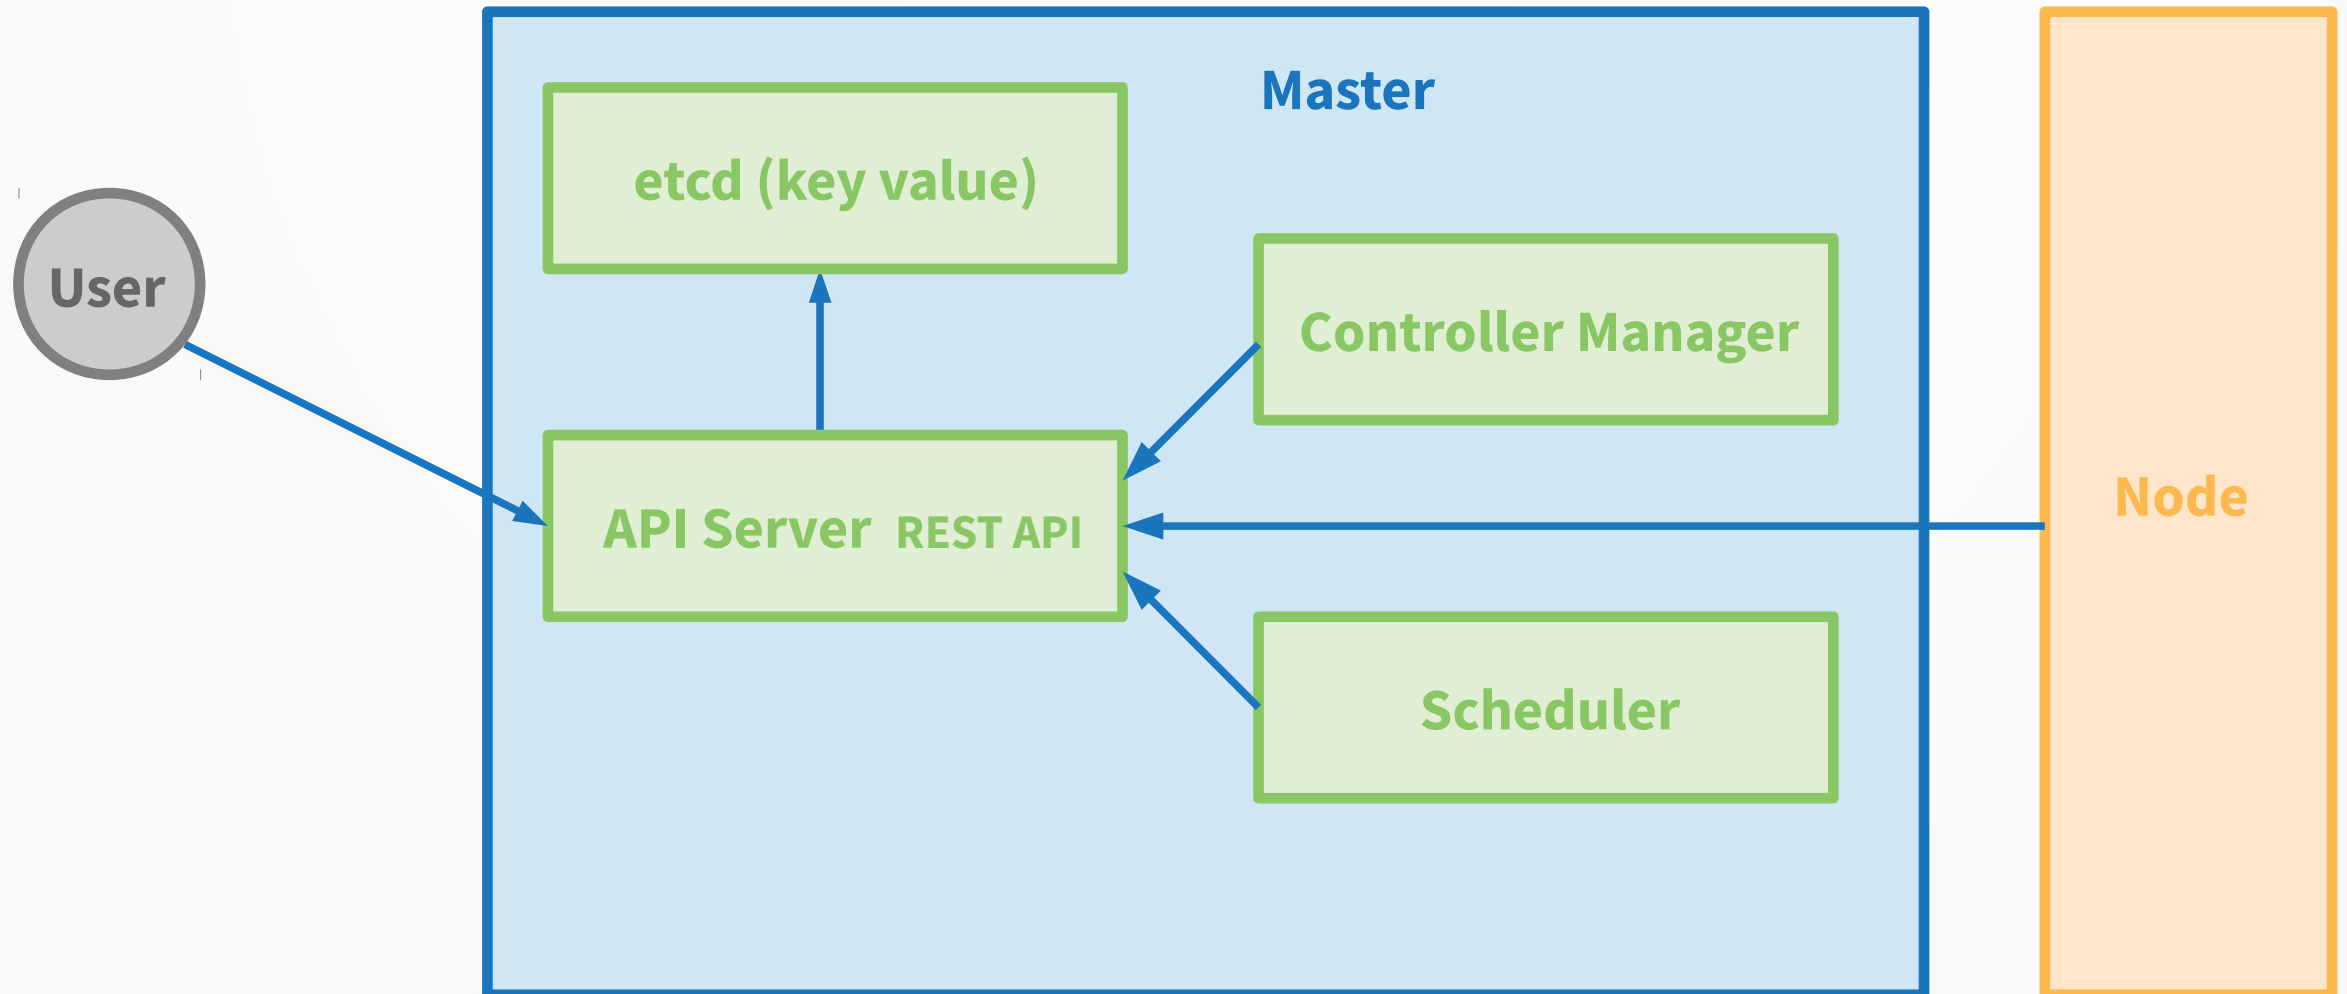 Master
etcd (key value)
User
Controller Manager
API Server REST API
Node
Scheduler